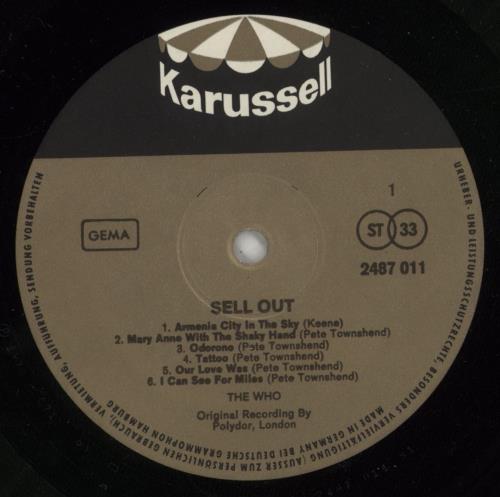 Karussell
1
GEMA
ST 33
2487 011
SELL OUT
1. Armenia City In The Sky (Keene)
2. Mary Anne With The Shaky Hand (Pete Townshend)
3. Odorono (Pete Townshend)
4. Tattoo (Pete Townshend)
5. Our Love Was (Pete Townshend)
6. I Can See For Miles (Pete Townshend)
THE WHO
Original Recording By
Polydor, London
URHEBER- UND LEISTUNGSSCHUTZRECHTE, BESONDERS VERVIELFÄLTIGUNG (AUSSER ZUM PERSÖNLICHEN GEBRAUCH), VERMIETUNG, AUFFÜHRUNG, SENDUNG VORBEHALTEN
MADE IN GERMANY BEI DEUTSCHE GRAMMOPHON HAMBURG